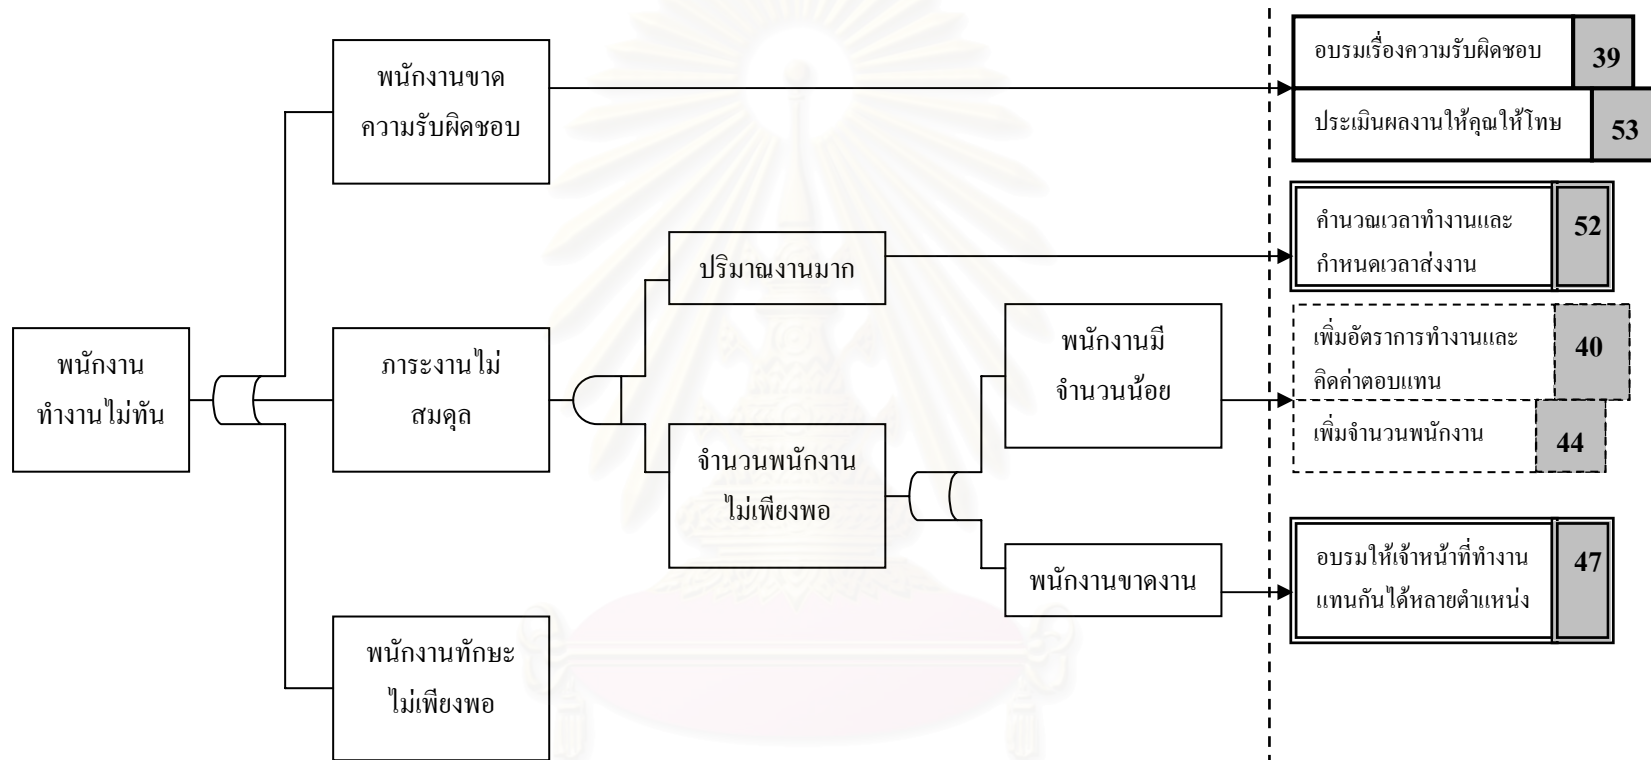 พนักงาน
ทำงานไม่ทัน
พนักงานขาด
ความรับผิดชอบ
ภาระงานไม่
สมดุล
พนักงานทักษะ
ไม่เพียงพอ
ปริมาณงานมาก
จำนวนพนักงาน
ไม่เพียงพอ
พนักงานมี
จำนวนน้อย
พนักงานขาดงาน
อบรมเรื่องความรับผิดชอบ 39
ประเมินผลงานให้คุณให้โทษ 53
คำนวณเวลาทำงานและ 52
กำหนดเวลาส่งงาน
เพิ่มอัตราการทำงานและ 40
คิดค่าตอบแทน
เพิ่มจำนวนพนักงาน 44
อบรมให้เจ้าหน้าที่ทำงาน 47
แทนกันได้หลายตำแหน่ง